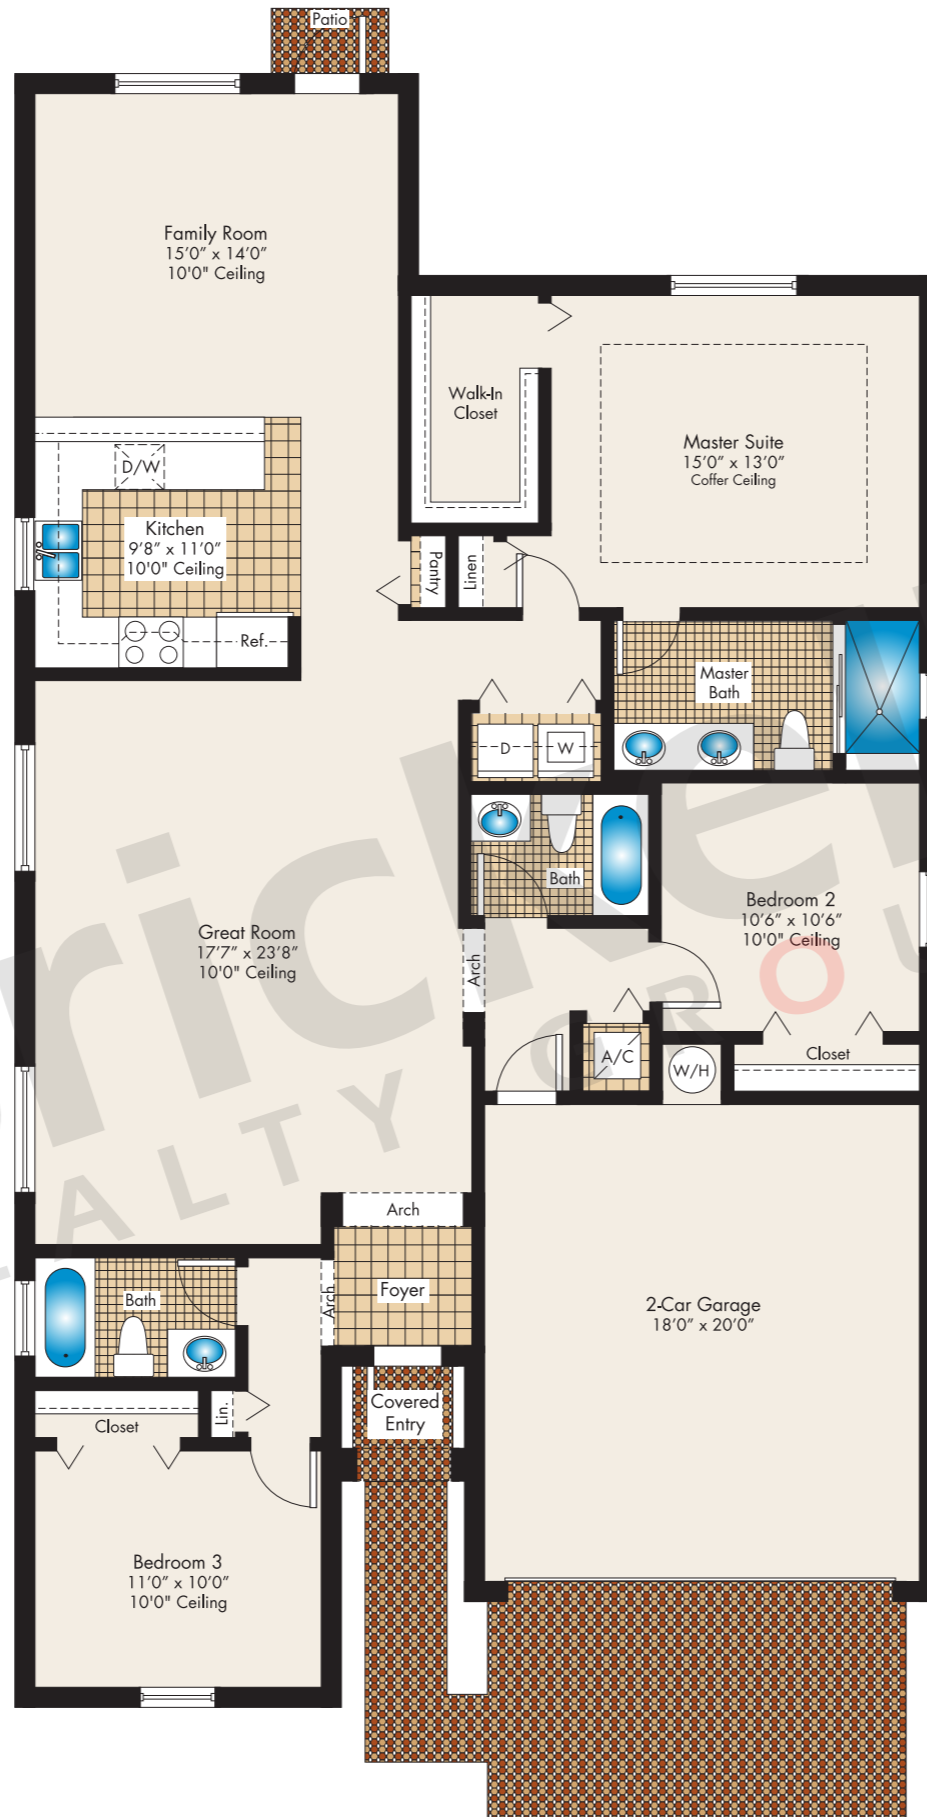 Patio
Family Room
15'0" x 14'0"
10'0" Ceiling
Walk-In
Closet
Master Suite
15'0" x 13'0"
Coffer Ceiling
D/W
Kitchen
9'8" x 11'0"
10'0" Ceiling
Pantry
Linen
Ref.
Master
Bath
D
W
Bath
Bedroom 2
10'6" x 10'6"
10'0" Ceiling
Great Room
17'7" x 23'8"
10'0" Ceiling
Arch
A/C
W/H
Closet
Arch
Foyer
Arch
Bath
2-Car Garage
18'0" x 20'0"
Covered
Entry
Closet
Lin.
Bedroom 3
11'0" x 10'0"
10'0" Ceiling